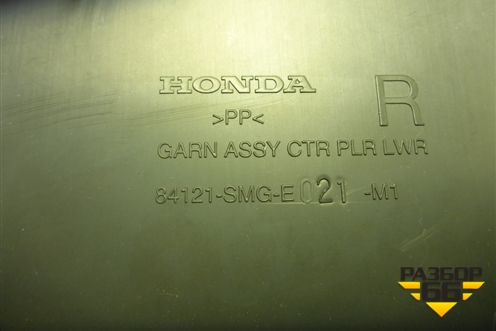 HONDA R
>PP<
GARN ASSY CTR PLR LWR
84121-SMG-E021-M1
РАЗБОР
66